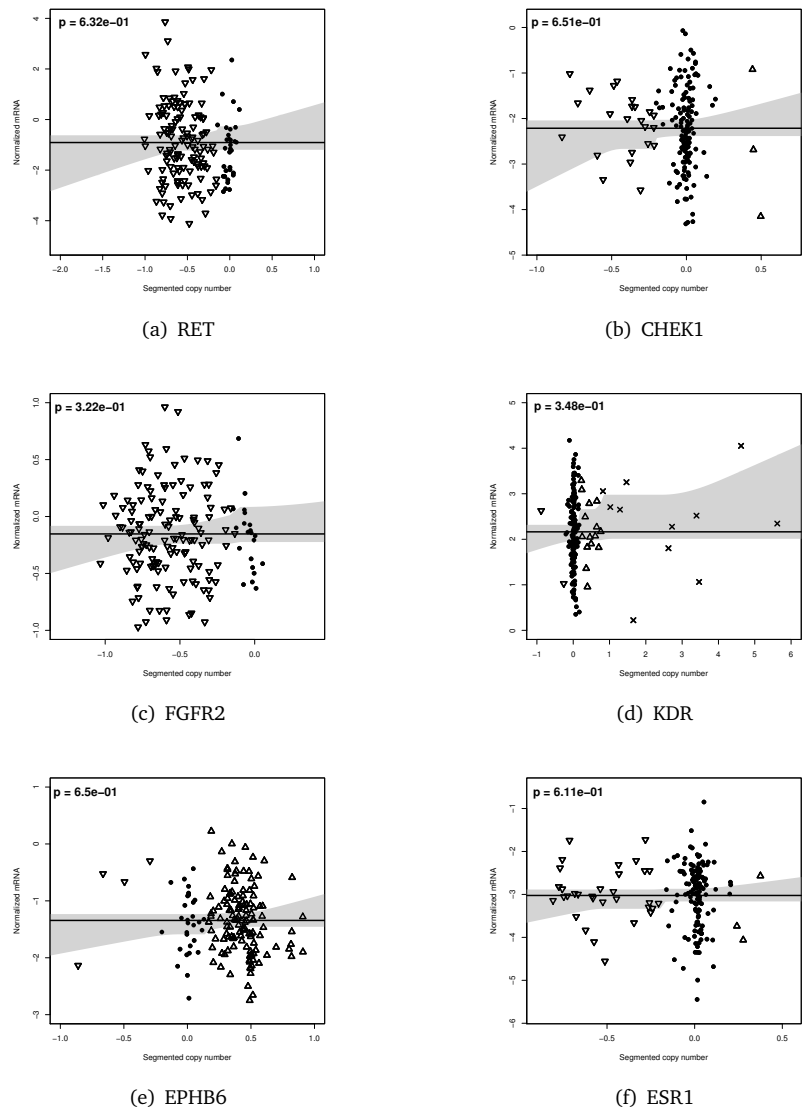 p = 6.32e−01
Normalized mRNA
4
2
0
−2
−4
−2.0 −1.5 −1.0 −0.5 0.0 0.5 1.0
Segmented copy number
(a) RET
p = 6.51e−01
Normalized mRNA
0
−1
−2
−3
−4
−5
−1.0 −0.5 0.0 0.5
Segmented copy number
(b) CHEK1
p = 3.22e−01
Normalized mRNA
1.0
0.5
0.0
−0.5
−1.0
−1.0 −0.5 0.0
Segmented copy number
(c) FGFR2
p = 3.48e−01
Normalized mRNA
5
4
3
2
1
0
−1 0 1 2 3 4 5 6
Segmented copy number
(d) KDR
p = 6.5e−01
Normalized mRNA
1
0
−1
−2
−3
−1.0 −0.5 0.0 0.5 1.0
Segmented copy number
(e) EPHB6
p = 6.11e−01
Normalized mRNA
−1
−2
−3
−4
−5
−6
−0.5 0.0 0.5
Segmented copy number
(f) ESR1